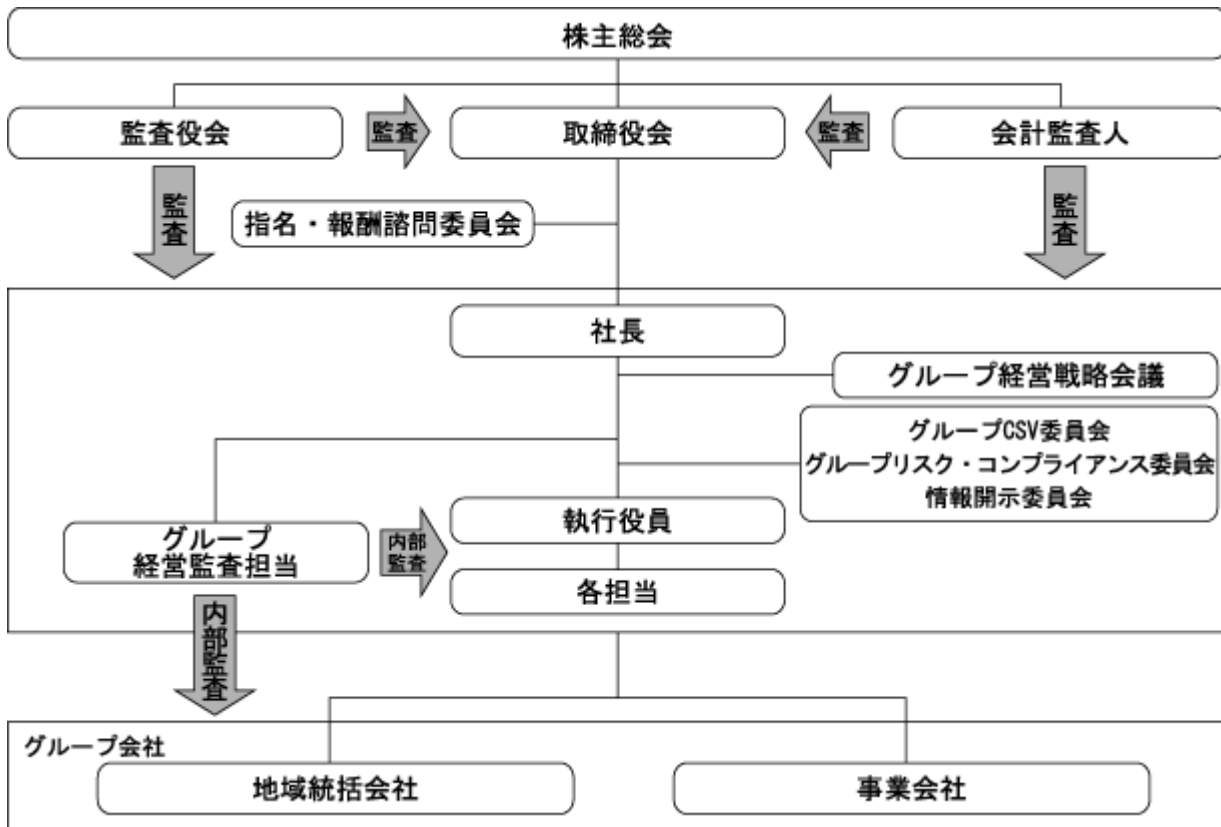 株主総会
監査役会
監査
取締役会
監査
会計監査人
監査
指名・報酬諮問委員会
監査
社長
グループ経営戦略会議
グループCSV委員会
グループリスク・コンプライアンス委員会
情報開示委員会
執行役員
グループ
経営監査担当
内部
監査
各担当
内部監査
グループ会社
地域統括会社
事業会社